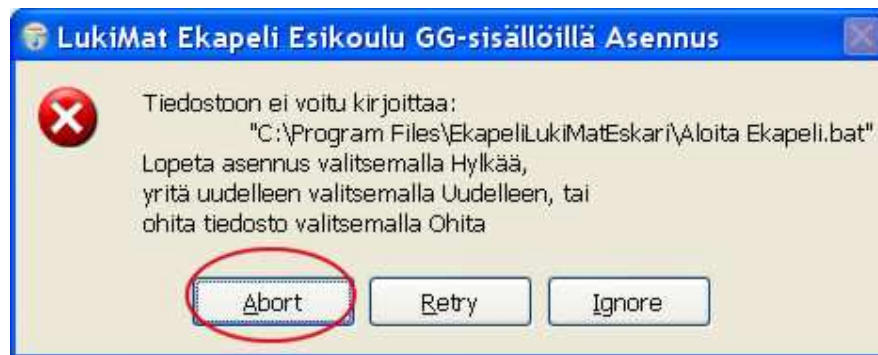 LukiMat Ekapeli Esikoulu GG-sisällöillä Asennus
Tiedostoon ei voitu kirjoittaa:
"C:\Program Files\EkapeliLukiMatEskari\Aloita Ekapeli.bat"
Lopeta asennus valitsemalla Hylkää,
yritä uudelleen valitsemalla Uudelleen, tai
ohita tiedosto valitsemalla Ohita
Abort Retry Ignore